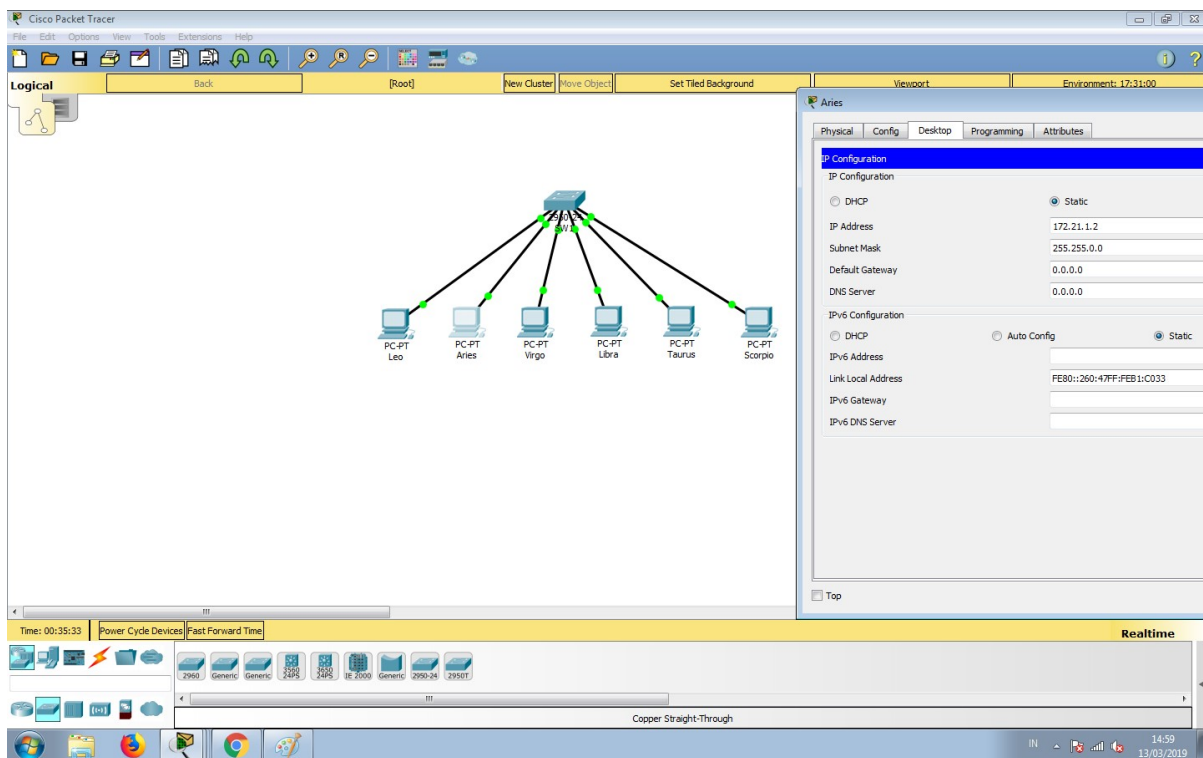 Cisco Packet Tracer
File Edit Options View Tools Extensions Help
Logical
Back
[Root]
New Cluster
Move Object
Set Tiled Background
Viewport
Environment: 17:31:00
Aries
Physical
Config
Desktop
Programming
Attributes
IP Configuration
IP Configuration
DHCP
Static
IP Address
172.21.1.2
Subnet Mask
255.255.0.0
Default Gateway
0.0.0.0
DNS Server
0.0.0.0
IPv6 Configuration
DHCP
Auto Config
Static
IPv6 Address
Link Local Address
FE80::260:47FF:FEB1:C033
IPv6 Gateway
IPv6 DNS Server
Top
2950-24
SW1
PC-PT
Leo
PC-PT
Aries
PC-PT
Virgo
PC-PT
Libra
PC-PT
Taurus
PC-PT
Scorpio
Time: 00:35:33
Power Cycle Devices
Fast Forward Time
Realtime
2960
Generic
Generic
24PS
24PS
IE 2000
Generic
2950-24
2950T
Copper Straight-Through
IN
14:59
13/03/2019